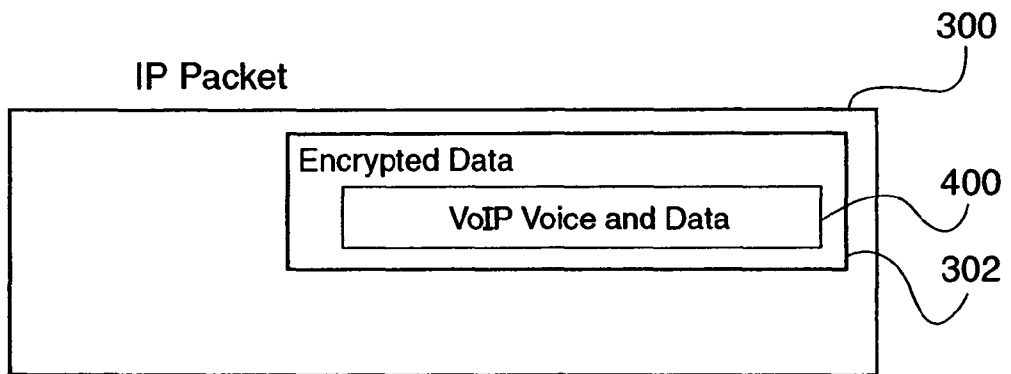 300
IP Packet
Encrypted Data
VoIP Voice and Data
400
302